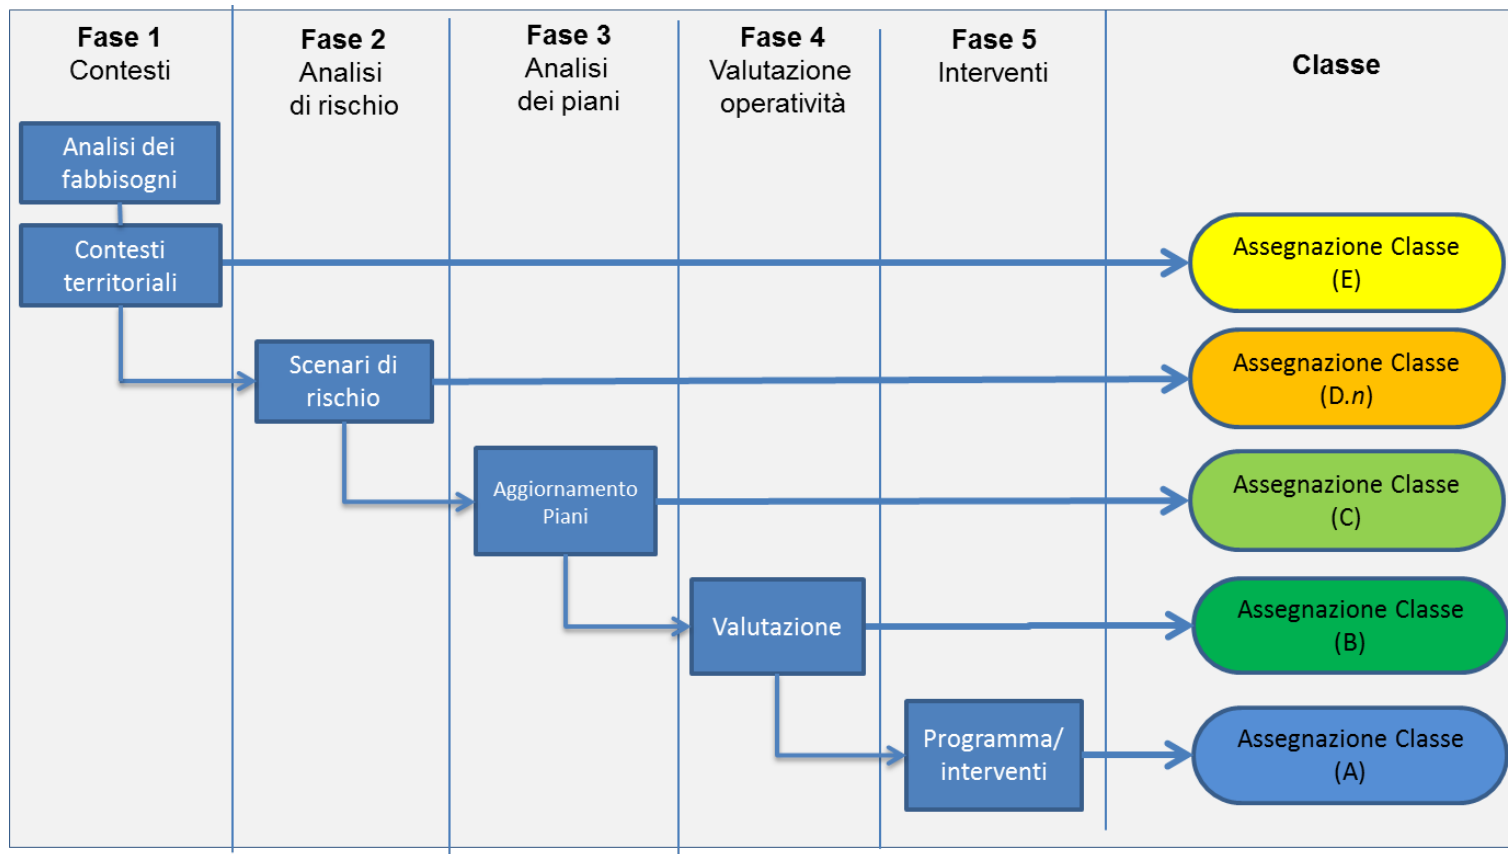 Fase 1
Contesti
Fase 2
Analisi
di rischio
Fase 3
Analisi
dei piani
Fase 4
Valutazione
operatività
Fase 5
Interventi
Classe
Analisi dei
fabbisogni
Contesti
territoriali
Assegnazione Classe
(E)
Scenari di
rischio
Assegnazione Classe
(D.n)
Aggiornamento
Piani
Assegnazione Classe
(C)
Valutazione
Assegnazione Classe
(B)
Programma/
interventi
Assegnazione Classe
(A)